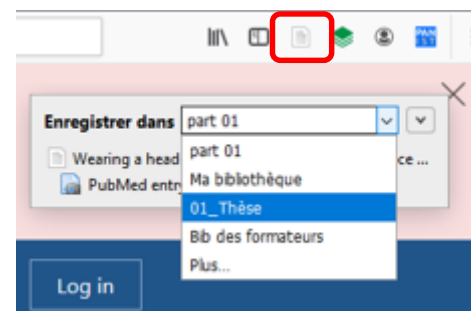 Enregistrer dans part 01
part 01
Wearing a head ce ...
Ma bibliothèque
PubMed entr
01_Thèse
Bib des formateurs
Plus...
Log in